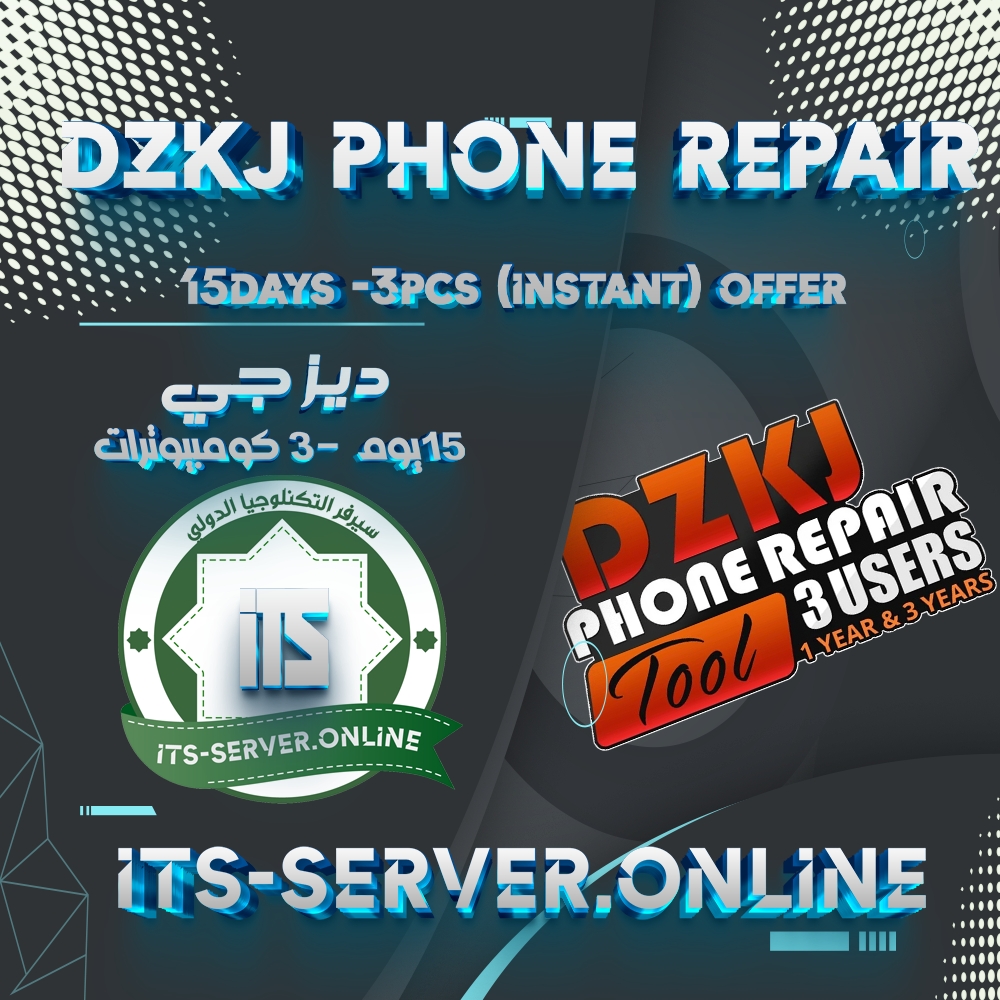 DZKJ PHONE REPAIR
15DAYS -3PCS (INSTANT) OFFER
ديز جي
15يوم -3 كومبيوترات
سيرفر التكنلوجيا الدولي
iTS
iTS-SERVER.ONLiNE
DZKJ
PHONE REPAIR
Tool
3 USERS
1 YEAR & 3 YEARS
iTS-SERVER.ONLiNE